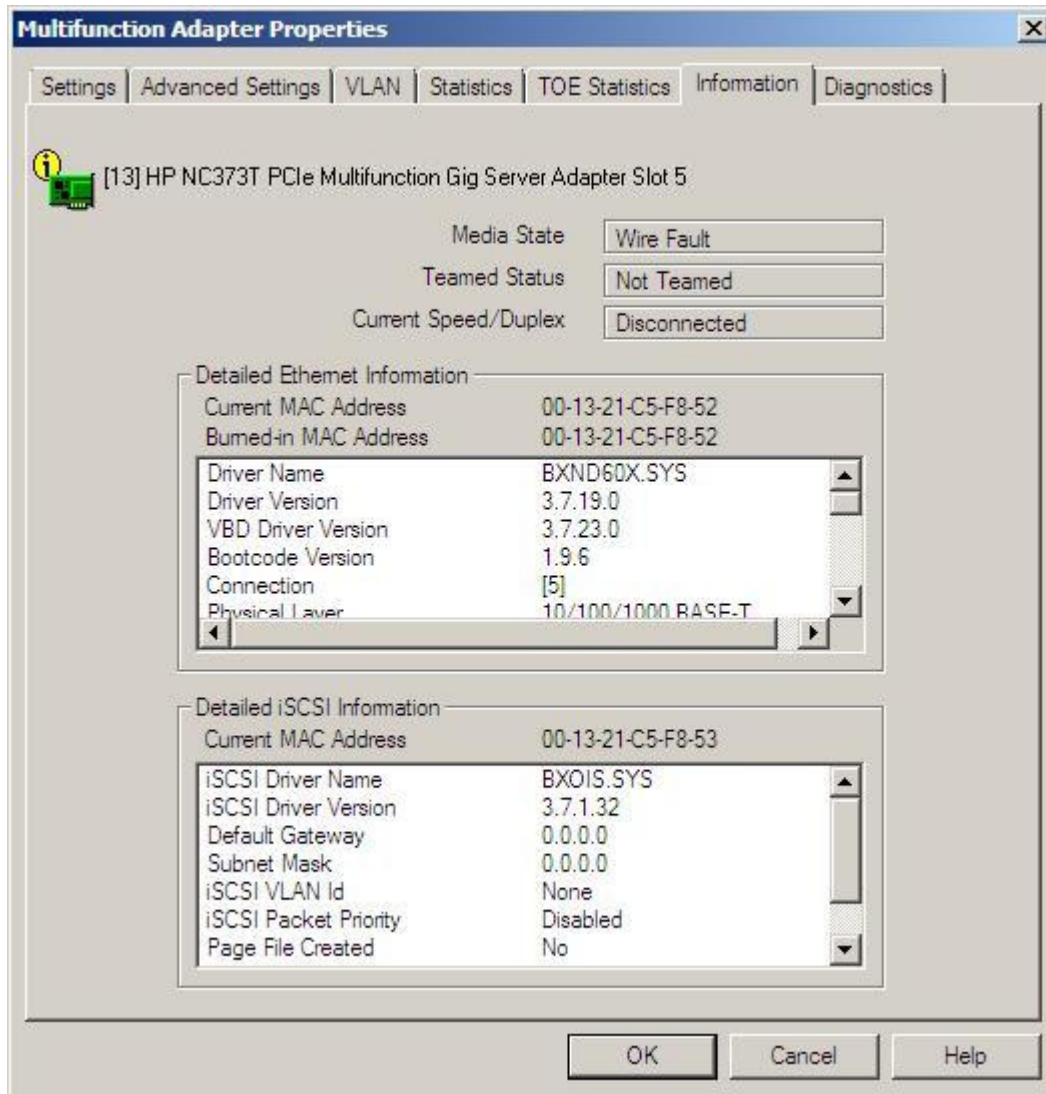 Multifunction Adapter Properties
Settings Advanced Settings VLAN Statistics TOE Statistics Information Diagnostics
[13] HP NC373T PCIe Multifunction Gig Server Adapter Slot 5
Media State Wire Fault
Teamed Status Not Teamed
Current Speed/Duplex Disconnected
Detailed Ethernet Information
Current MAC Address 00-13-21-C5-F8-52
Burned-in MAC Address 00-13-21-C5-F8-52
Driver Name BXND60X.SYS
Driver Version 3.7.19.0
VBD Driver Version 3.7.23.0
Bootcode Version 1.9.6
Connection [5]
Physical Layer 10/100/1000 BASE-T
Detailed iSCSI Information
Current MAC Address 00-13-21-C5-F8-53
iSCSI Driver Name BXOIS.SYS
iSCSI Driver Version 3.7.1.32
Default Gateway 0.0.0.0
Subnet Mask 0.0.0.0
iSCSI VLAN Id None
iSCSI Packet Priority Disabled
Page File Created No
OK Cancel Help